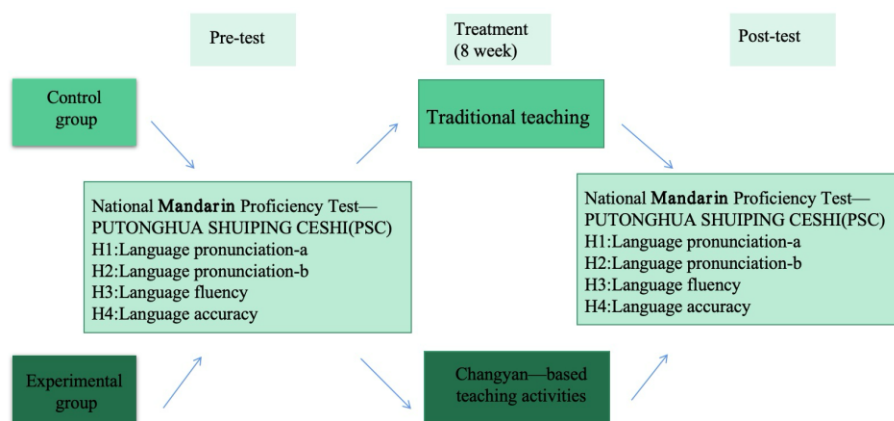 Pre-test
Treatment
(8 week)
Post-test
Control
group
Traditional teaching
National Mandarin Proficiency Test—
PUTONGHUA SHUIPING CESHI(PSC)
H1:Language pronunciation-a
H2:Language pronunciation-b
H3:Language fluency
H4:Language accuracy
National Mandarin Proficiency Test—
PUTONGHUA SHUIPING CESHI(PSC)
H1:Language pronunciation-a
H2:Language pronunciation-b
H3:Language fluency
H4:Language accuracy
Experimental
group
Changyan—based
teaching activities